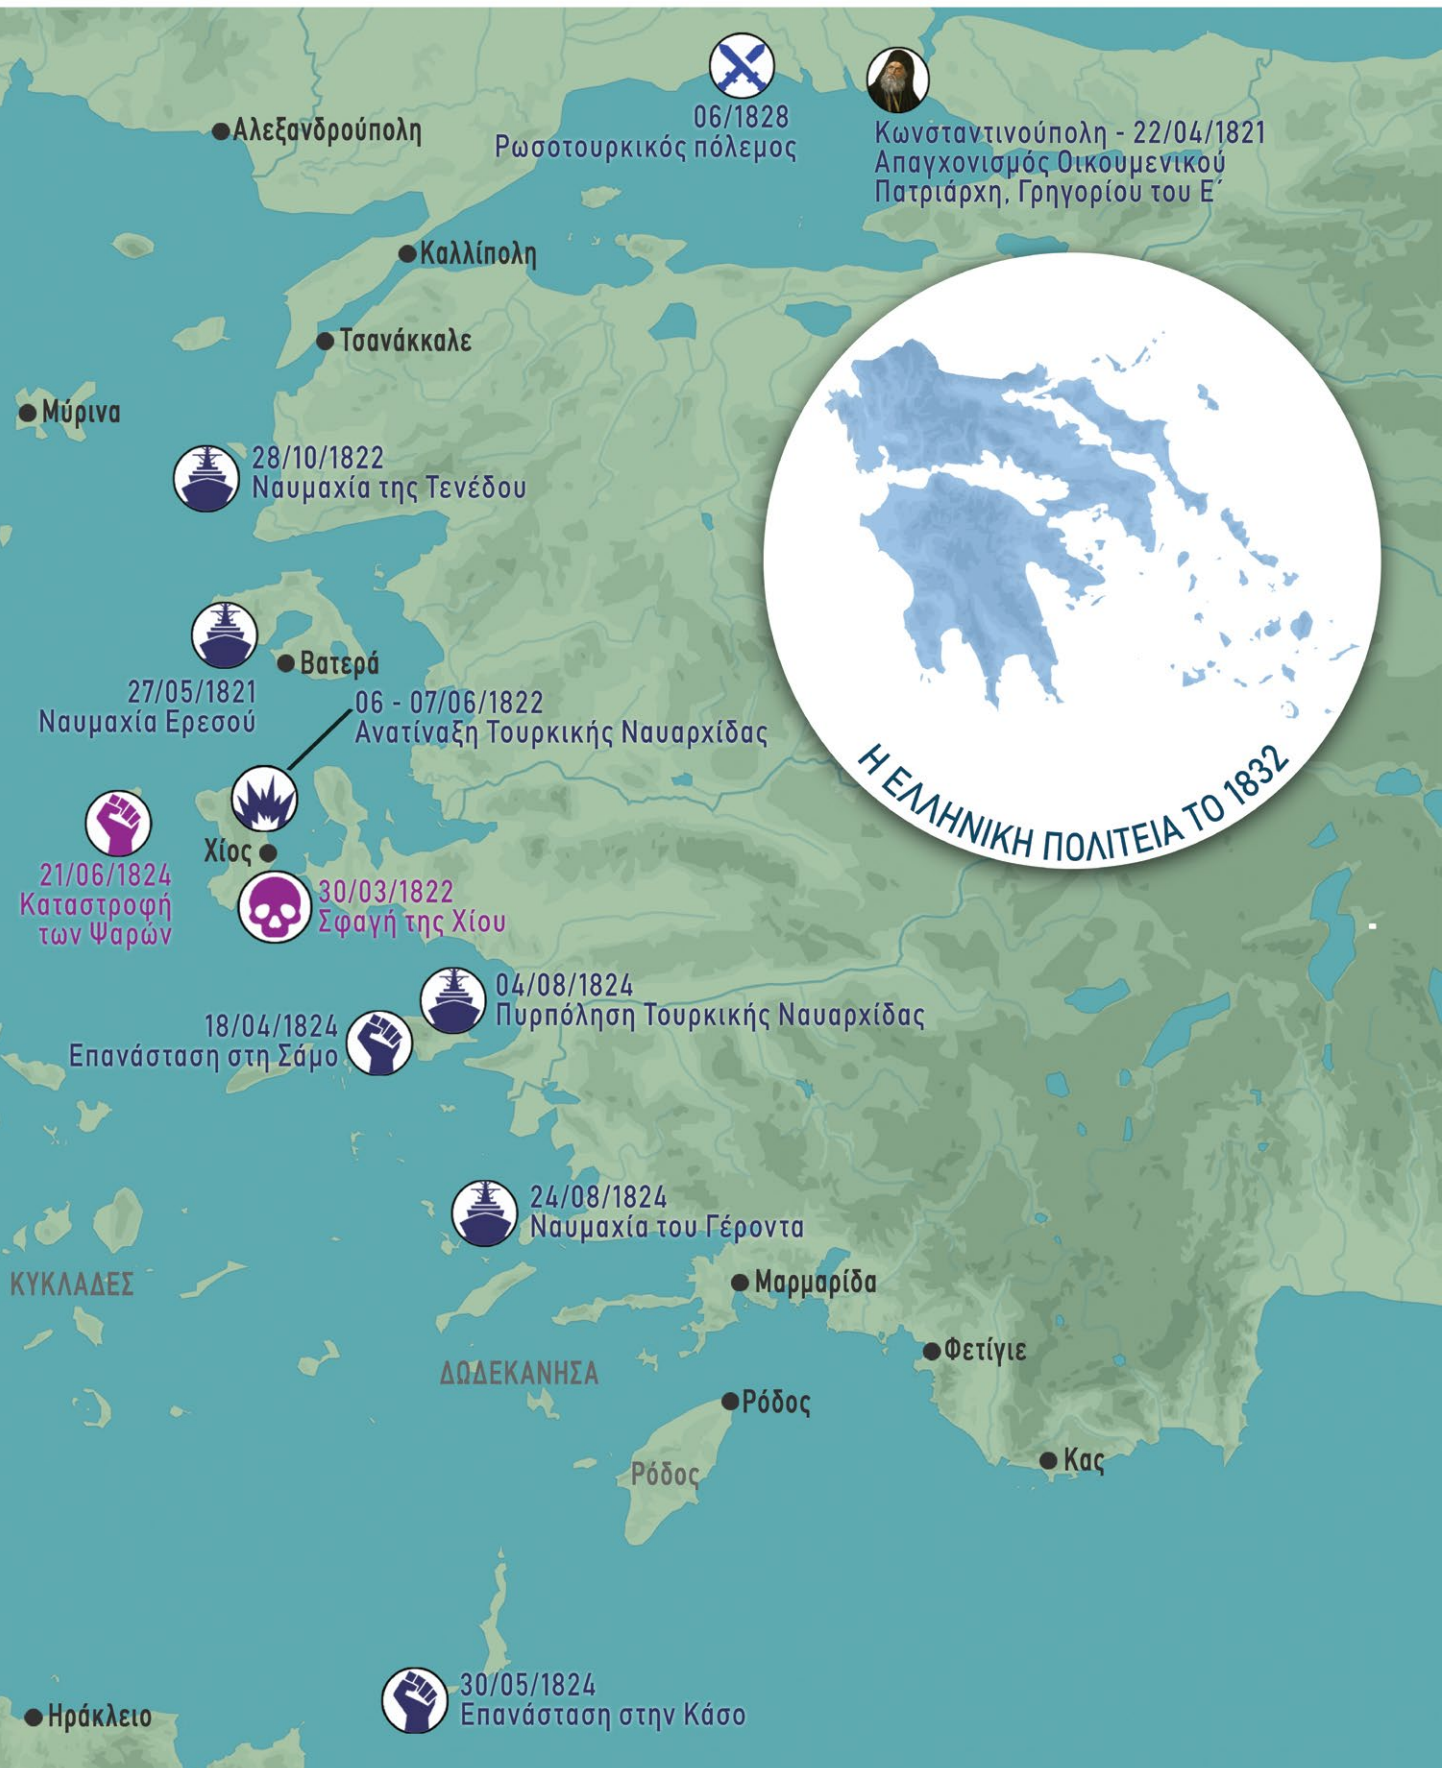 06/1828
Ρωσοτουρκικός πόλεμος
Κωνσταντινούπολη - 22/04/1821
Απαγχονισμός Οικουμενικού
Πατριάρχη, Γρηγορίου του Ε΄
Αλεξανδρούπολη
Καλλίπολη
Τσανάκκαλε
Μύρινα
28/10/1822
Ναυμαχία της Τενέδου
Βατερά
27/05/1821
Ναυμαχία Ερεσού
06 - 07/06/1822
Ανατίναξη Τουρκικής Ναυαρχίδας
Η ΕΛΛΗΝΙΚΗ ΠΟΛΙΤΕΙΑ ΤΟ 1832
Χίος
21/06/1824
Καταστροφή
των Ψαρών
30/03/1822
Σφαγή της Χίου
04/08/1824
Πυρπόληση Τουρκικής Ναυαρχίδας
18/04/1824
Επανάσταση στη Σάμο
24/08/1824
Ναυμαχία του Γέροντα
ΚΥΚΛΑΔΕΣ
Μαρμαρίδα
Φετίγιε
ΔΩΔΕΚΑΝΗΣΑ
Ρόδος
Κας
Ρόδος
30/05/1824
Επανάσταση στην Κάσο
Ηράκλειο